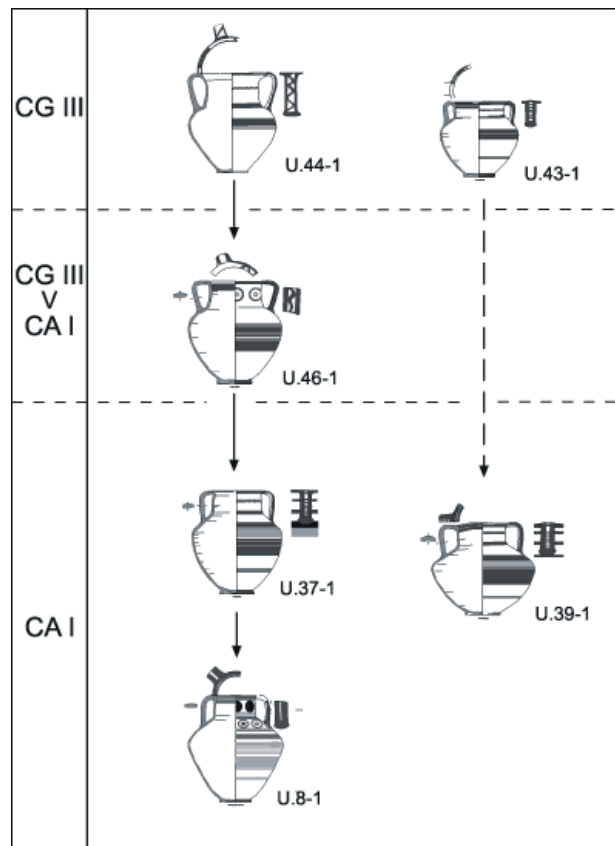 CG III
U.44-1
U.43-1
CG III
V
CA I
U.46-1
U.37-1
U.39-1
CA I
U.8-1